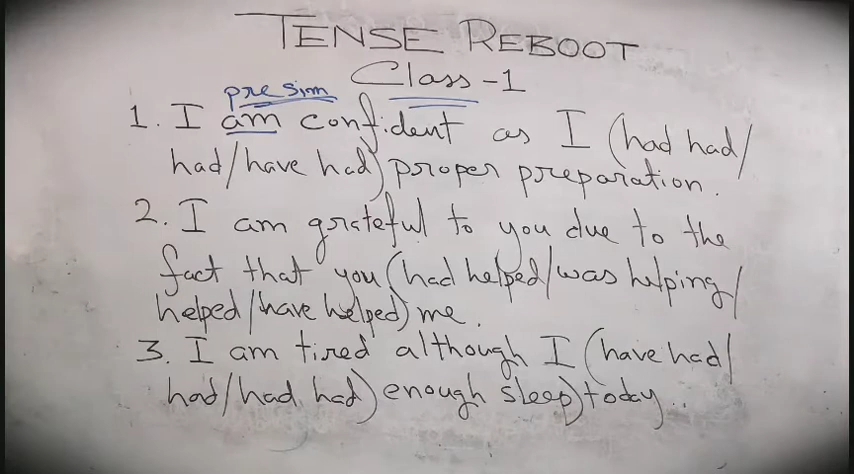 TENSE REBOOT
Class-1
pre sim
1. I am confident as I (had had/
had/have had) proper preparation.
2. I am grateful to you due to the
fact that you (had helped/was helping/
helped/have helped) me.
3. I am tired although I (have had/
had/had had) enough sleep) today..